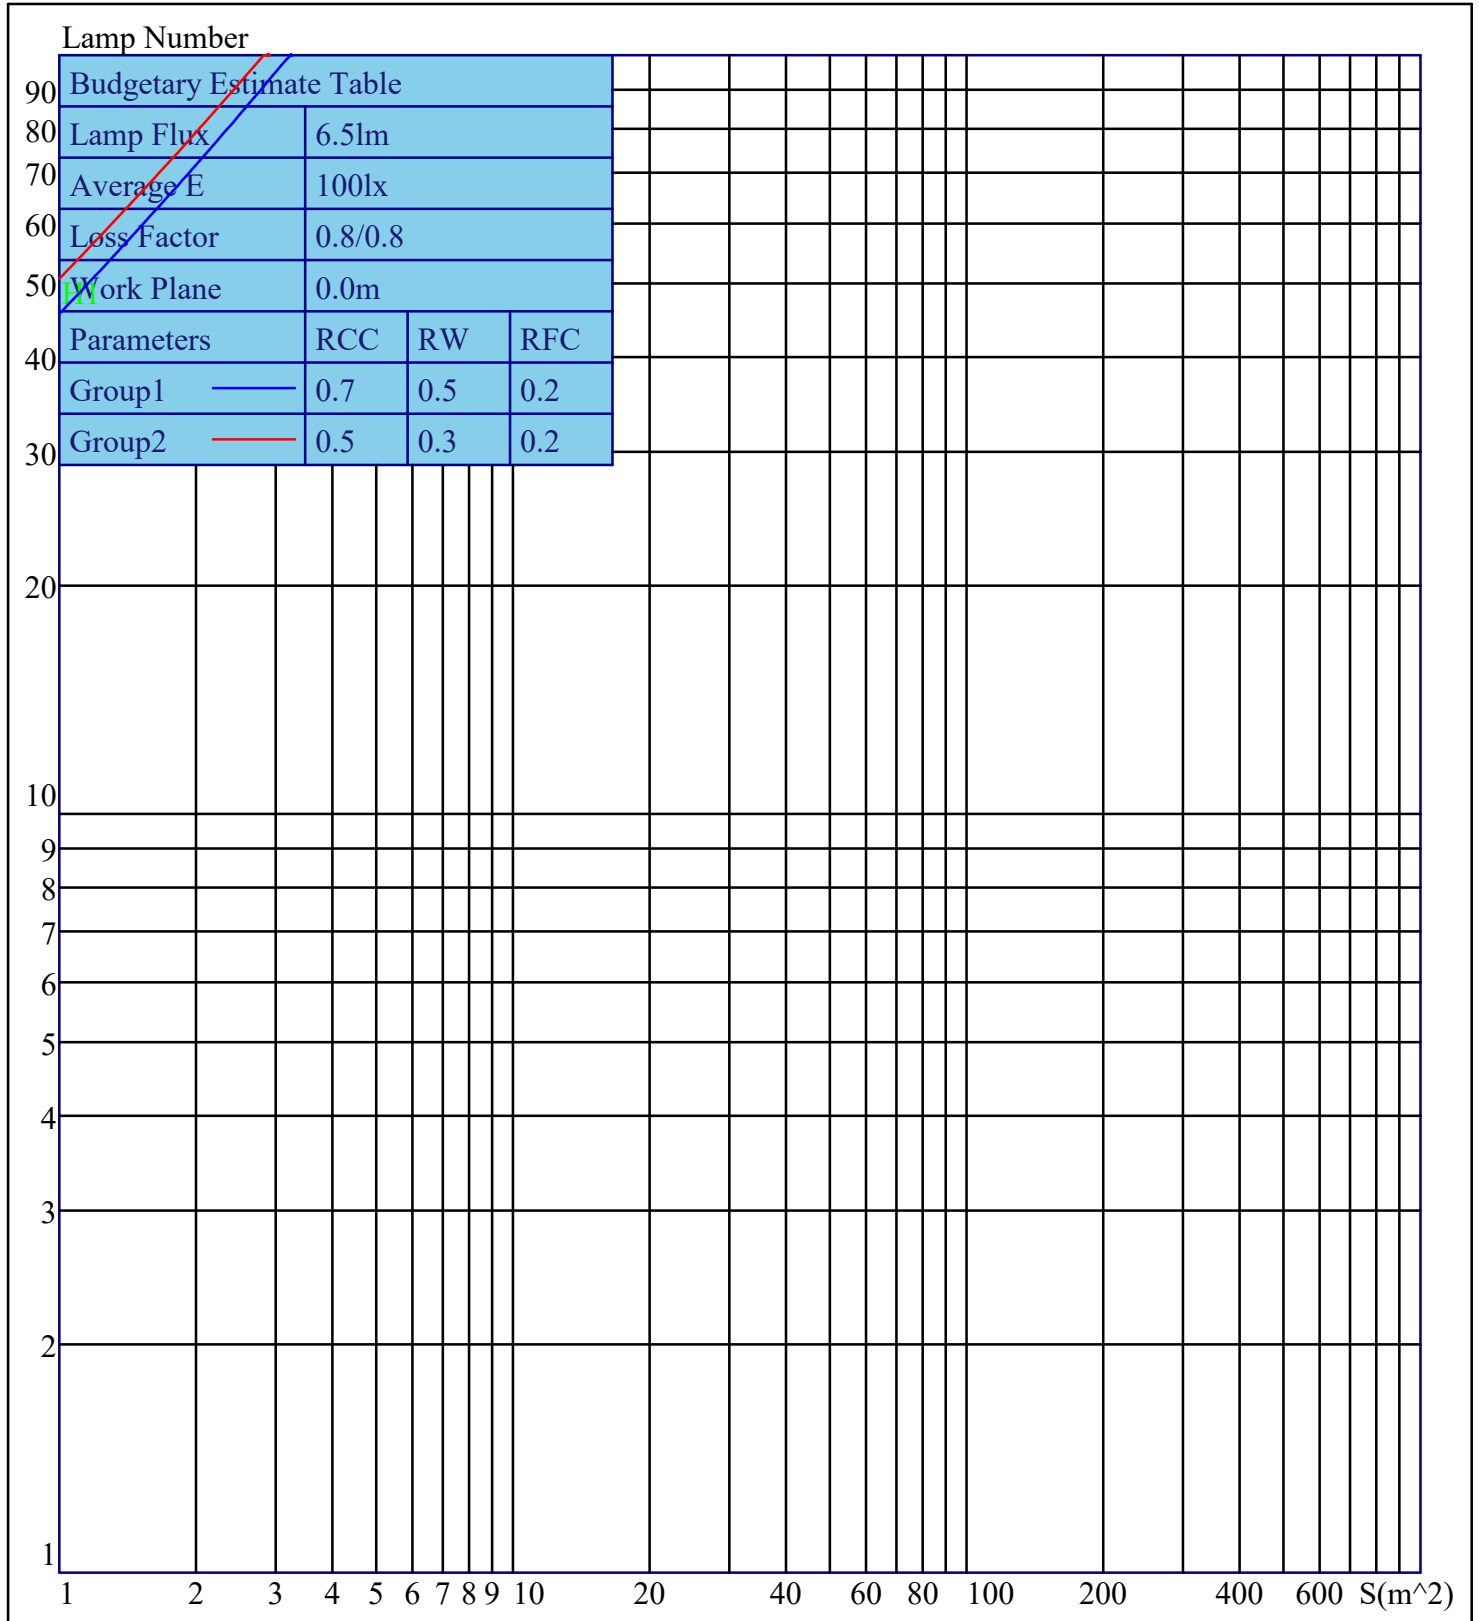 Lamp Number
Budgetary Estimate Table
Lamp Flux 6.5lm
Average E 100lx
Loss Factor 0.8/0.8
Work Plane 0.0m
Parameters RCC RW RFC
Group1 0.7 0.5 0.2
Group2 0.5 0.3 0.2
90
80
70
60
50
40
30
20
10
9
8
7
6
5
4
3
2
1
1 2 3 4 5 6 7 8 9 10 20 40 60 80 100 200 400 600 S(m^2)